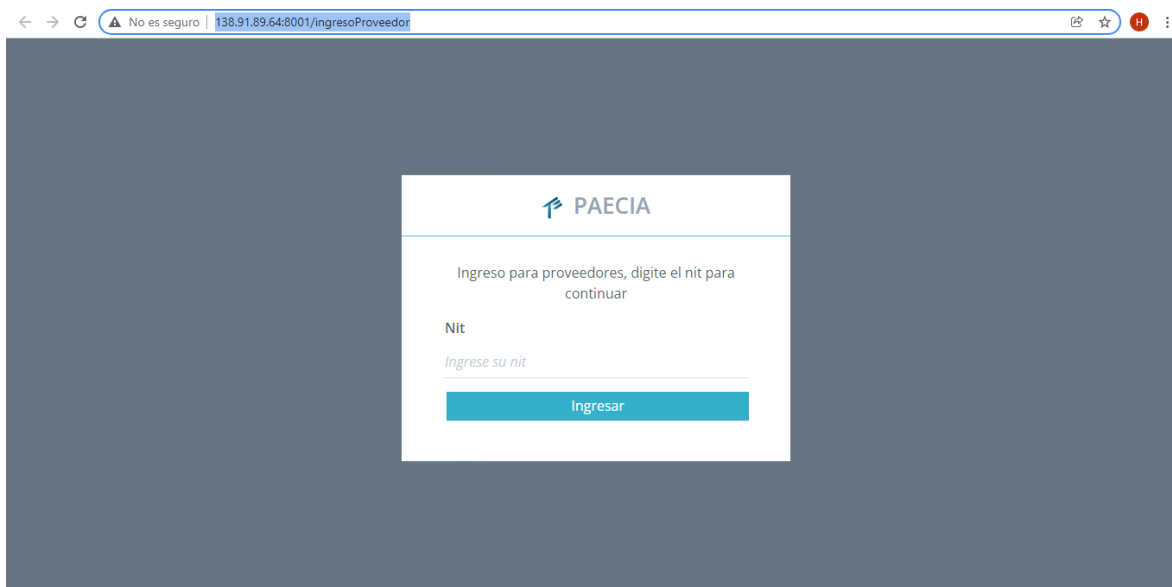 No es seguro | 138.91.89.64:8001/ingresoProveedor
H
PAECIA
Ingreso para proveedores, digite el nit para
continuar
Nit
Ingrese su nit
Ingresar